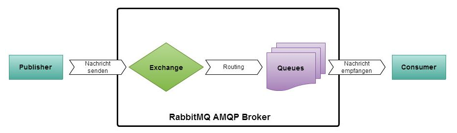 Publisher
Nachricht
senden
Exchange
Routing
Queues
Nachricht
empfangen
Consumer
RabbitMQ AMQP Broker